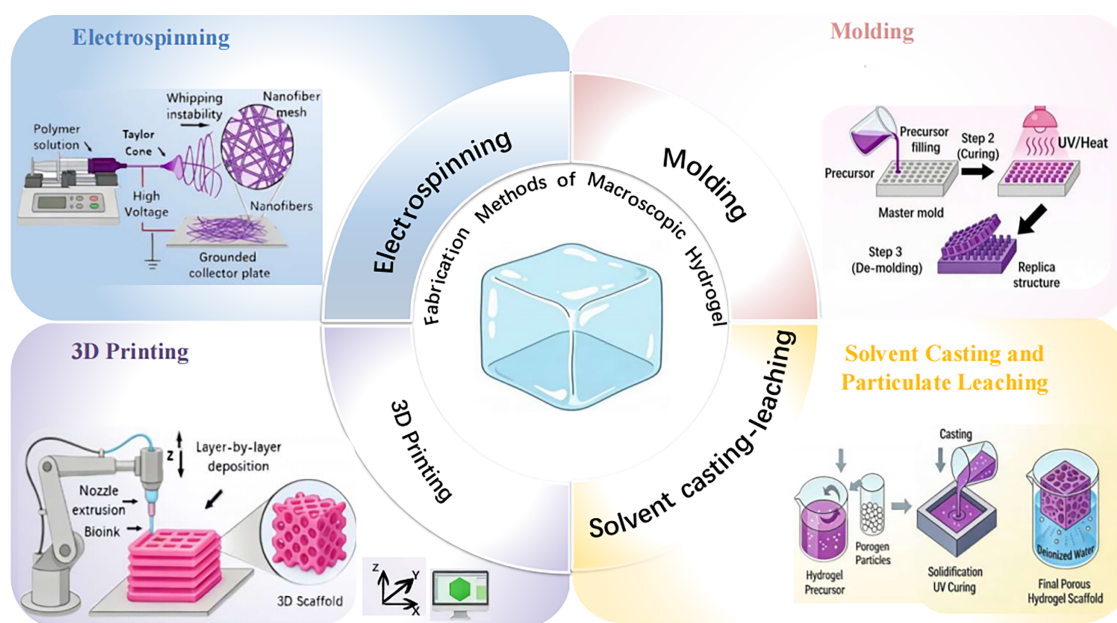 Electrospinning
Polymer
solution
Taylor
Cone
Whipping
instability
Nanofiber
mesh
High
Voltage
Nanofibers
Grounded
collector plate
Molding
Precursor
filling
Precursor
Step 2
(Curing)
UV/Heat
Master mold
Step 3
(De-molding)
Replica
structure
Electrospinning
Molding
Fabrication Methods of Macroscopic Hydrogel
3D Printing
Solvent casting-leaching
3D Printing
Z
Layer-by-layer
deposition
Nozzle
extrusion
Bioink
3D Scaffold
Z
Y
X
Solvent Casting and
Particulate Leaching
Casting
Porogen
Particles
Hydrogel
Precursor
Solidification
UV Curing
Deionized Water
Final Porous
Hydrogel Scaffold